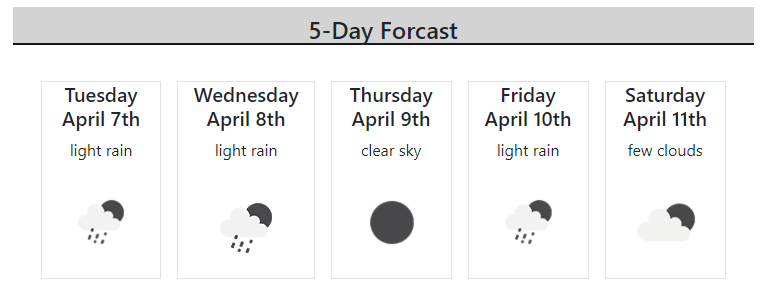 5-Day Forcast
Tuesday
April 7th
light rain
Wednesday
April 8th
light rain
Thursday
April 9th
clear sky
Friday
April 10th
light rain
Saturday
April 11th
few clouds